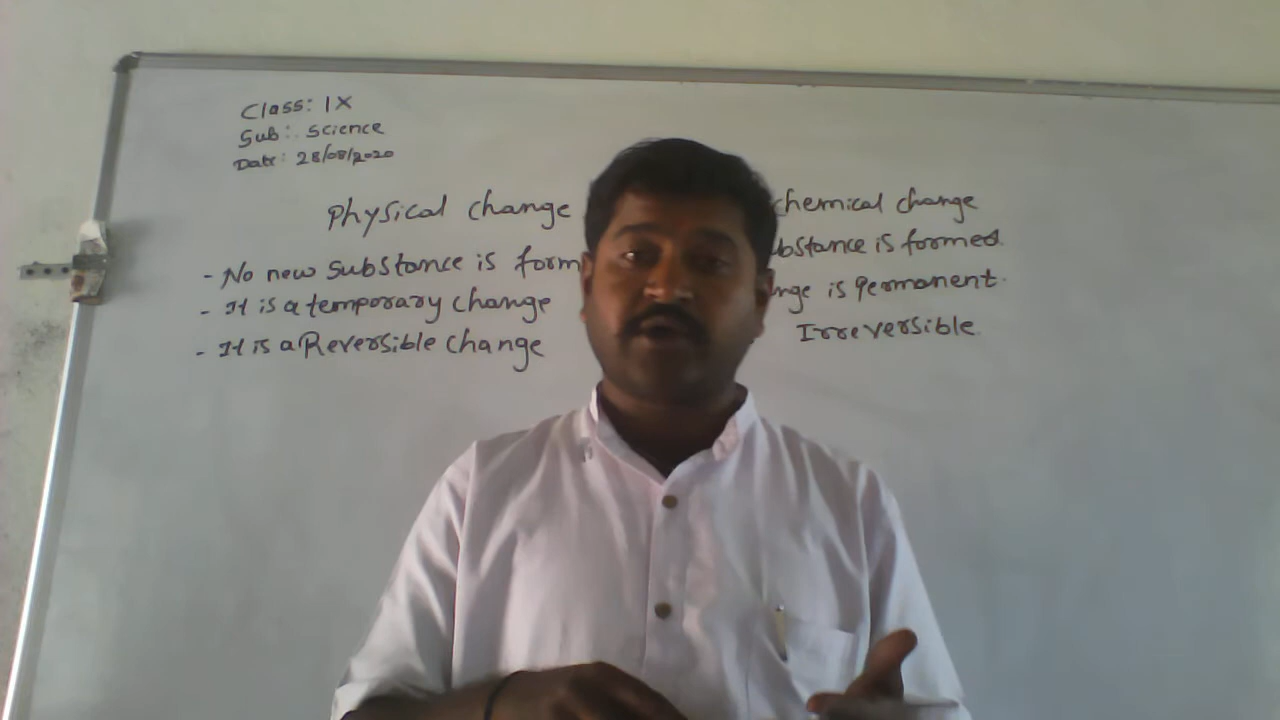 Class: IX
Sub: Science
Date: 28/08/2020
Physical change chemical change
- No new substance is form bstance is formed.
- It is a temporary change nge is permanent.
- It is a Reversible change Irreversible